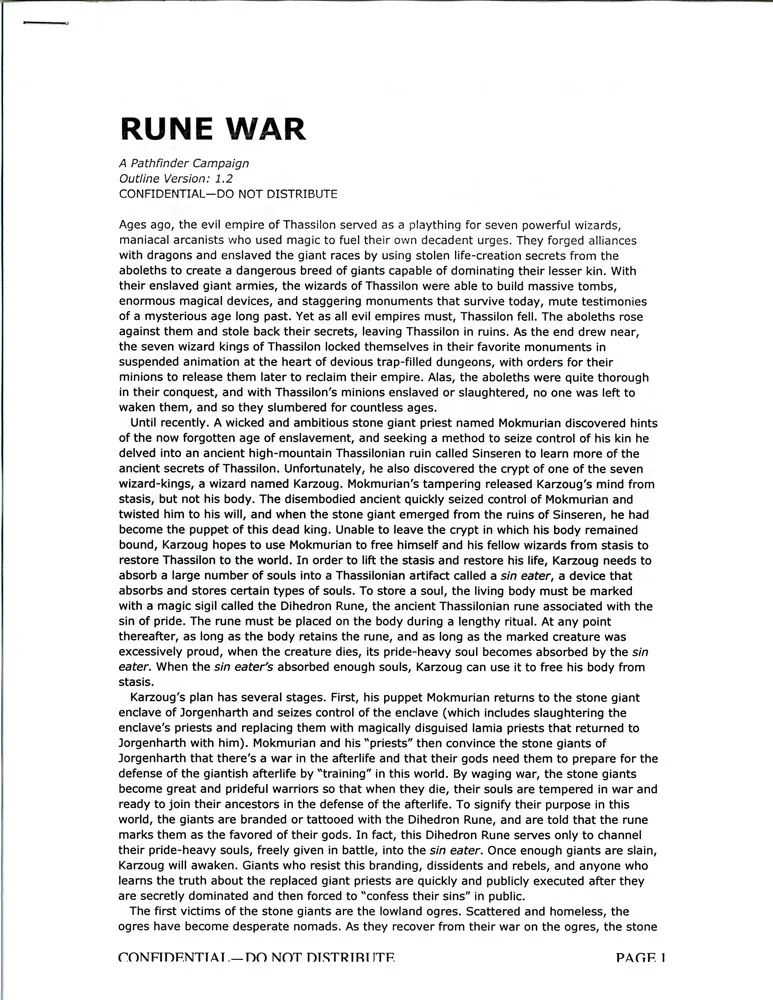 RUNE WAR
A Pathfinder Campaign
Outline Version: 1.2
CONFIDENTIAL—DO NOT DISTRIBUTE
Ages ago, the evil empire of Thassilon served as a plaything for seven powerful wizards,
maniacal arcanists who used magic to fuel their own decadent urges. They forged alliances
with dragons and enslaved the giant races by using stolen life-creation secrets from the
aboleths to create a dangerous breed of giants capable of dominating their lesser kin. With
their enslaved giant armies, the wizards of Thassilon were able to build massive tombs,
enormous magical devices, and staggering monuments that survive today, mute testimonies
of a mysterious age long past. Yet as all evil empires must, Thassilon fell. The aboleths rose
against them and stole back their secrets, leaving Thassilon in ruins. As the end drew near,
the seven wizard kings of Thassilon locked themselves in their favorite monuments in
suspended animation at the heart of devious trap-filled dungeons, with orders for their
minions to release them later to reclaim their empire. Alas, the aboleths were quite thorough
in their conquest, and with Thassilon's minions enslaved or slaughtered, no one was left to
waken them, and so they slumbered for countless ages.
Until recently. A wicked and ambitious stone giant priest named Mokmurian discovered hints
of the now forgotten age of enslavement, and seeking a method to seize control of his kin he
delved into an ancient high-mountain Thassilonian ruin called Sinseren to learn more of the
ancient secrets of Thassilon. Unfortunately, he also discovered the crypt of one of the seven
wizard-kings, a wizard named Karzoug. Mokmurian's tampering released Karzoug's mind from
stasis, but not his body. The disembodied ancient quickly seized control of Mokmurian and
twisted him to his will, and when the stone giant emerged from the ruins of Sinseren, he had
become the puppet of this dead king. Unable to leave the crypt in which his body remained
bound, Karzoug hopes to use Mokmurian to free himself and his fellow wizards from stasis to
restore Thassilon to the world. In order to lift the stasis and restore his life, Karzoug needs to
absorb a large number of souls into a Thassilonian artifact called a sin eater, a device that
absorbs and stores certain types of souls. To store a soul, the living body must be marked
with a magic sigil called the Dihedron Rune, the ancient Thassilonian rune associated with the
sin of pride. The rune must be placed on the body during a lengthy ritual. At any point
thereafter, as long as the body retains the rune, and as long as the marked creature was
excessively proud, when the creature dies, its pride-heavy soul becomes absorbed by the sin
eater. When the sin eater's absorbed enough souls, Karzoug can use it to free his body from
stasis.
Karzoug's plan has several stages. First, his puppet Mokmurian returns to the stone giant
enclave of Jorgenharth and seizes control of the enclave (which includes slaughtering the
enclave's priests and replacing them with magically disguised lamia priests that returned to
Jorgenharth with him). Mokmurian and his "priests" then convince the stone giants of
Jorgenharth that there's a war in the afterlife and that their gods need them to prepare for the
defense of the giantish afterlife by "training" in this world. By waging war, the stone giants
become great and prideful warriors so that when they die, their souls are tempered in war and
ready to join their ancestors in the defense of the afterlife. To signify their purpose in this
world, the giants are branded or tattooed with the Dihedron Rune, and are told that the rune
marks them as the favored of their gods. In fact, this Dihedron Rune serves only to channel
their pride-heavy souls, freely given in battle, into the sin eater. Once enough giants are slain,
Karzoug will awaken. Giants who resist this branding, dissidents and rebels, and anyone who
learns the truth about the replaced giant priests are quickly and publicly executed after they
are secretly dominated and then forced to "confess their sins" in public.
The first victims of the stone giants are the lowland ogres. Scattered and homeless, the
ogres have become desperate nomads. As they recover from their war on the ogres, the stone
CONFIDENTIAL—DO NOT DISTRIBUTE PAGE 1